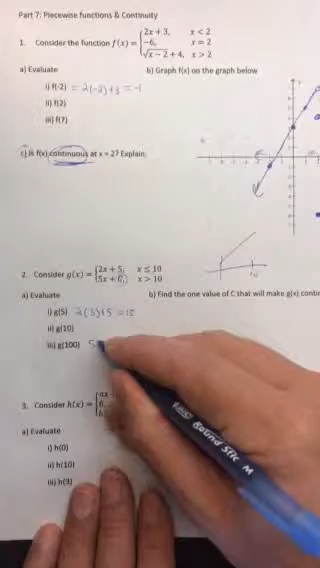 Part 7: Piecewise functions & Continuity
1. Consider the function f(x) = { 2x + 3, x < 2
−6, x = 2
√x − 2 + 4, x > 2
a) Evaluate b) Graph f(x) on the graph below
i) f(-2) = 2(-2)+3 = -1
ii) f(2)
iii) f(7)
c) Is f(x) continuous at x = 2? Explain.
2. Consider g(x) = { 2x + 5, x ≤ 10
5x + C, x > 10
a) Evaluate b) Find the one value of C that will make g(x)
i) g(5) 2(5)+5 = 15
ii) g(10)
iii) g(100) 5
3. Consider h(x) = {
a) Evaluate
i) h(0)
ii) h(10)
iii) h(3)
Round Stic M